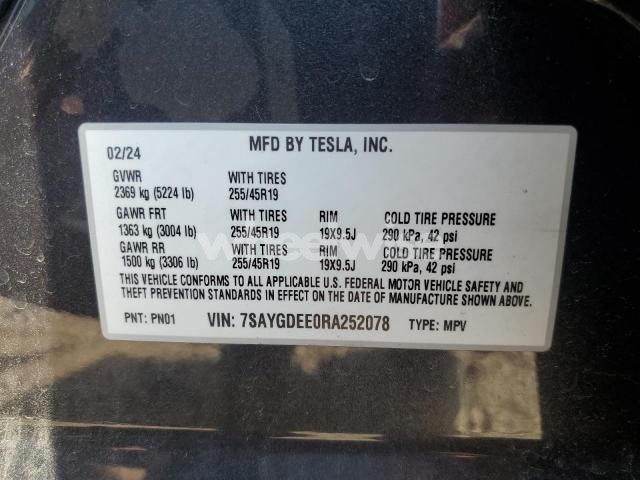 MFD BY TESLA, INC.
02/24
GVWR WITH TIRES
2369 kg (5224 lb) 255/45R19
GAWR FRT WITH TIRES RIM COLD TIRE PRESSURE
1363 kg (3004 lb) 255/45R19 19X9.5J 290 kPa, 42 psi
GAWR RR WITH TIRES RIM COLD TIRE PRESSURE
1500 kg (3306 lb) 255/45R19 19X9.5J 290 kPa, 42 psi
THIS VEHICLE CONFORMS TO ALL APPLICABLE U.S. FEDERAL MOTOR VEHICLE SAFETY AND
THEFT PREVENTION STANDARDS IN EFFECT ON THE DATE OF MANUFACTURE SHOWN ABOVE.
PNT: PN01 VIN: 7SAYGDEE0RA252078 TYPE: MPV